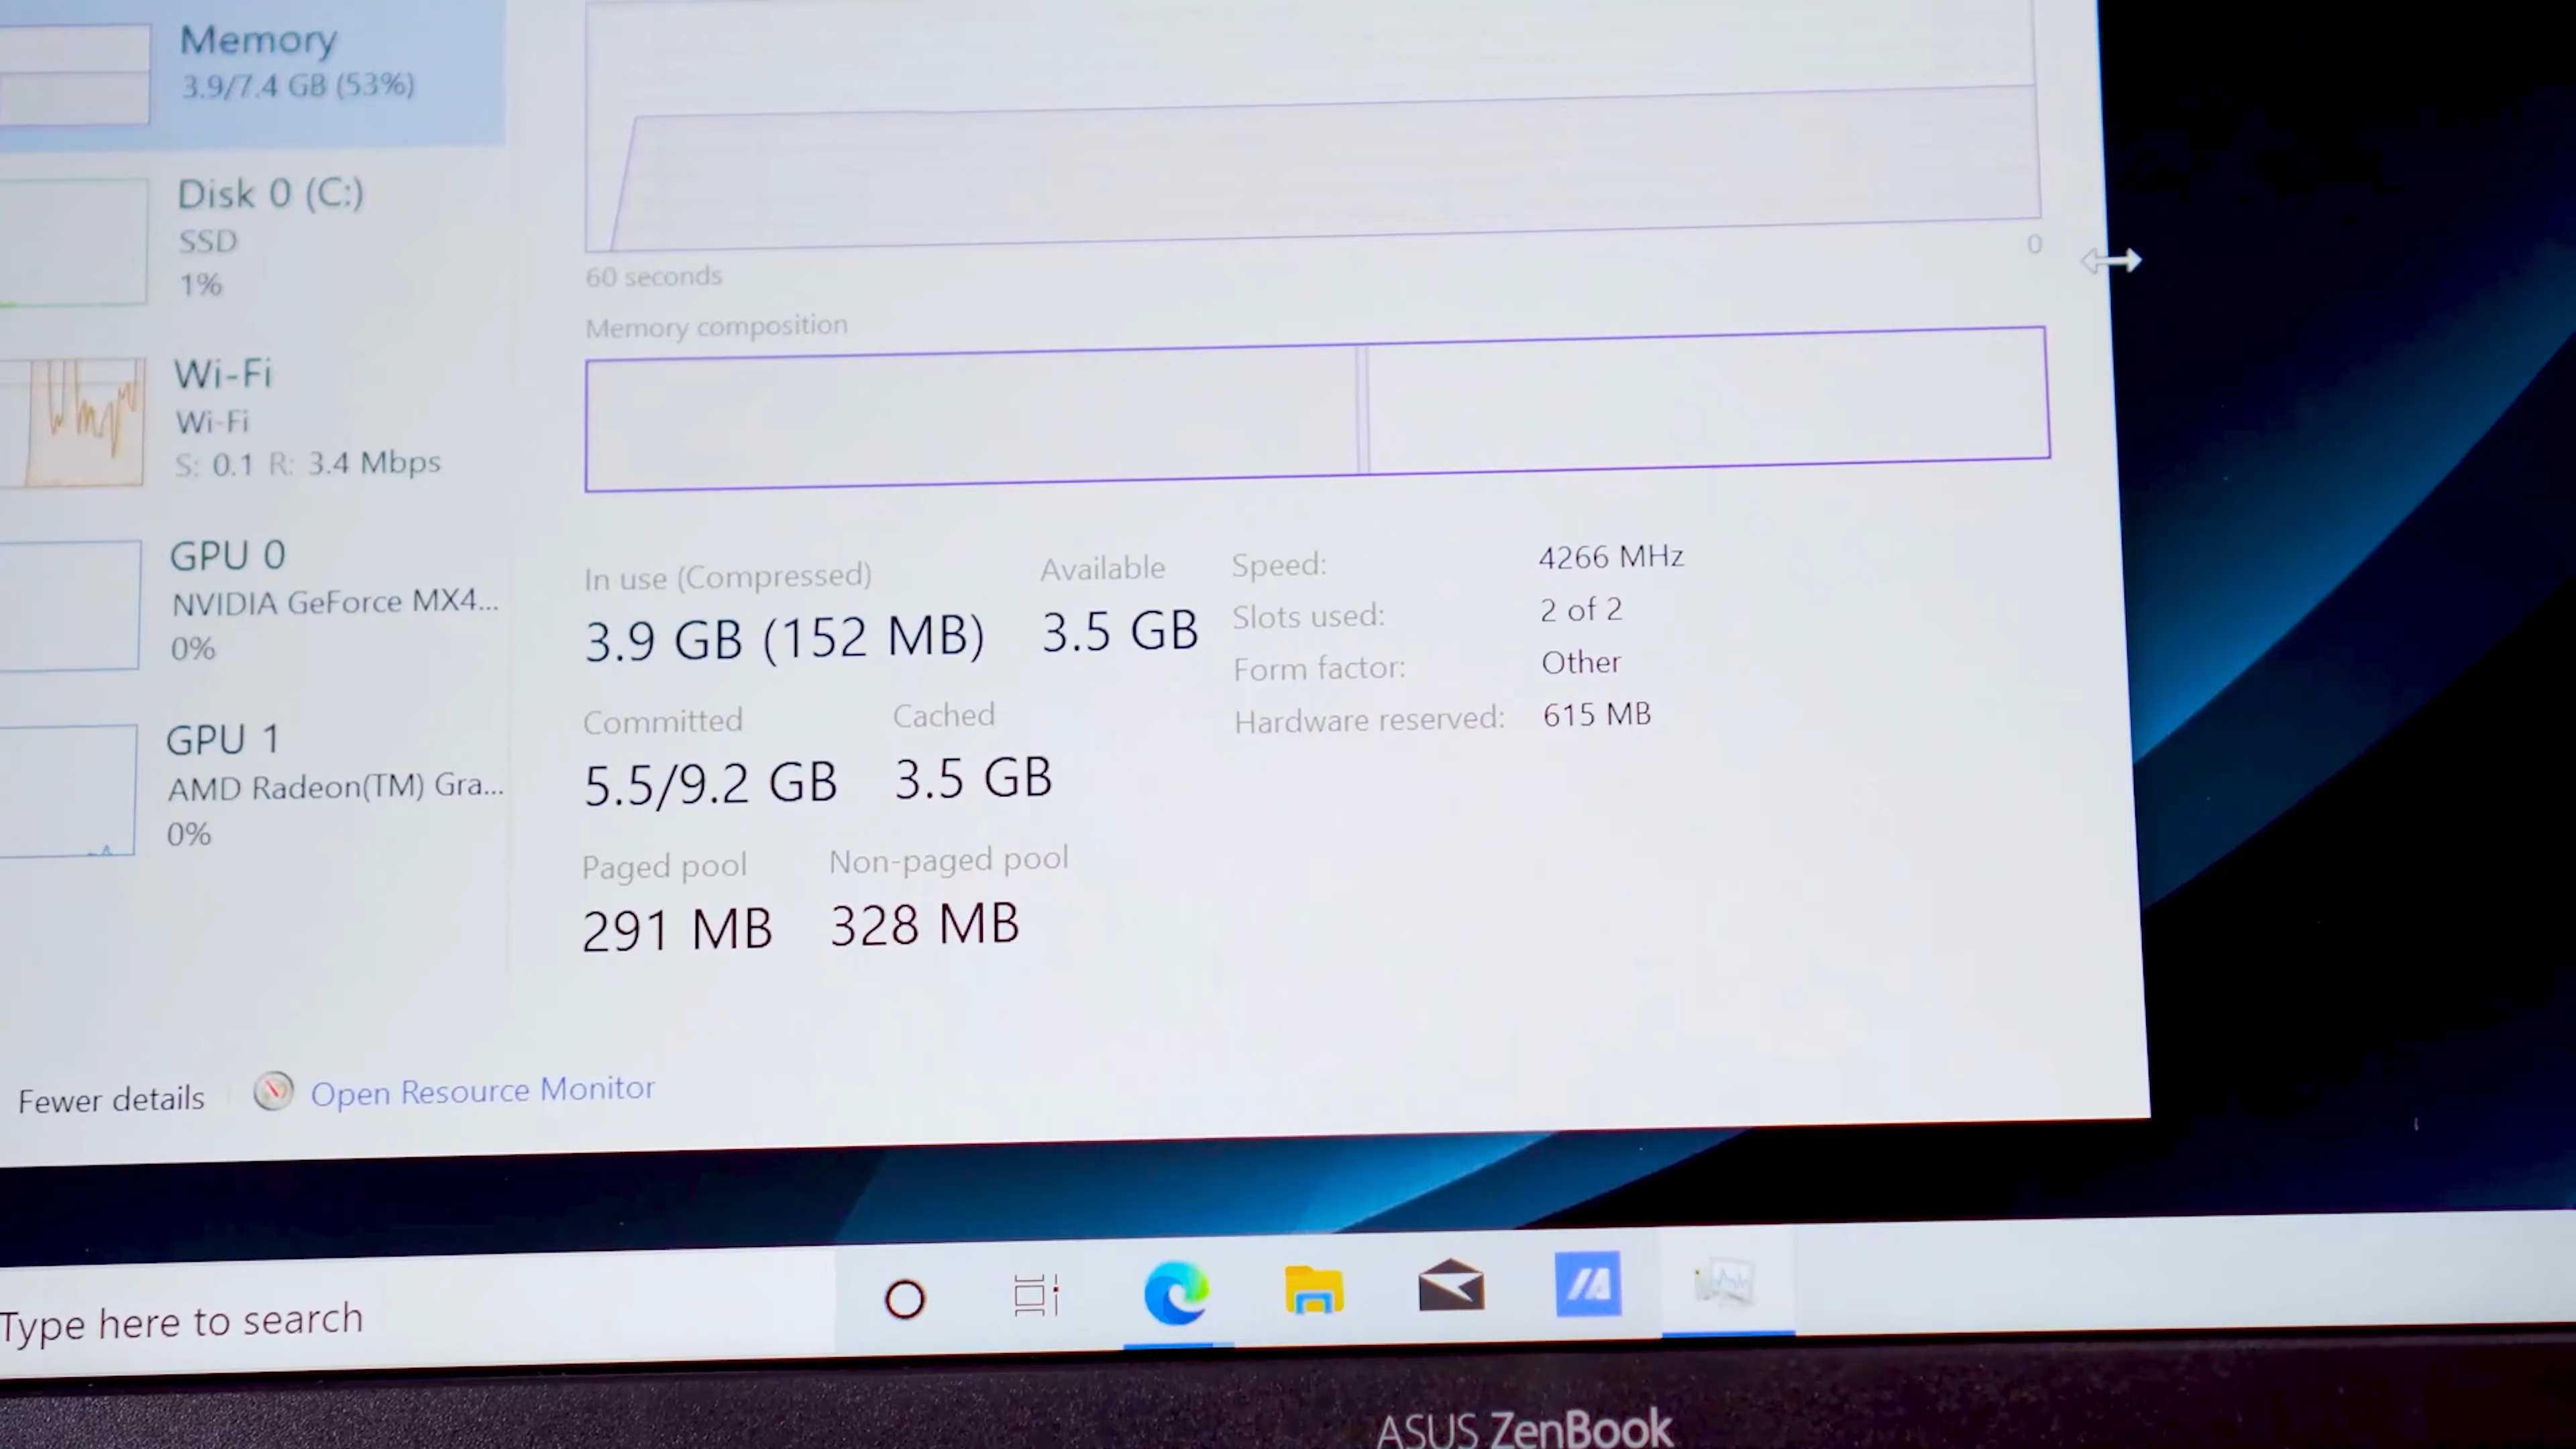 Memory
3.9/7.4 GB (53%)
Disk 0 (C:)
SSD
1%
Wi-Fi
Wi-Fi
S: 0.1 R: 3.4 Mbps
GPU 0
NVIDIA GeForce MX4...
0%
GPU 1
AMD Radeon(TM) Gra...
0%
60 seconds
0
Memory composition
In use (Compressed)
3.9 GB (152 MB)
Available
3.5 GB
Committed
5.5/9.2 GB
Cached
3.5 GB
Paged pool
291 MB
Non-paged pool
328 MB
Speed: 4266 MHz
Slots used: 2 of 2
Form factor: Other
Hardware reserved: 615 MB
Fewer details
Open Resource Monitor
Type here to search
ASUS ZenBook